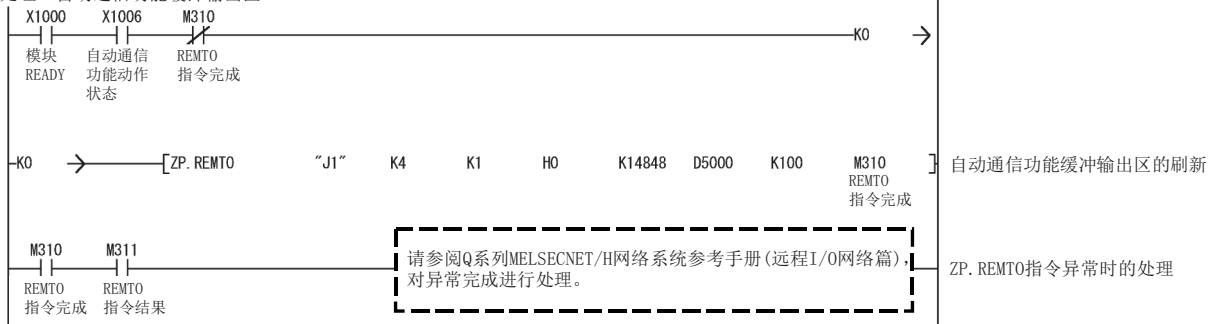 X1000 X1006 M310
K0
模块 自动通信 REMTO
READY 功能动作 指令完成
状态
K0 ZP.REMTO "J1" K4 K1 H0 K14848 D5000 K100 M310 自动通信功能缓冲输出区的刷新
REMTO
指令完成
M310 M311
请参阅Q系列MELSECNET/H网络系统参考手册(远程I/O网络篇),
对异常完成进行处理。
ZP.REMTO指令异常时的处理
REMTO REMTO
指令完成 指令结果